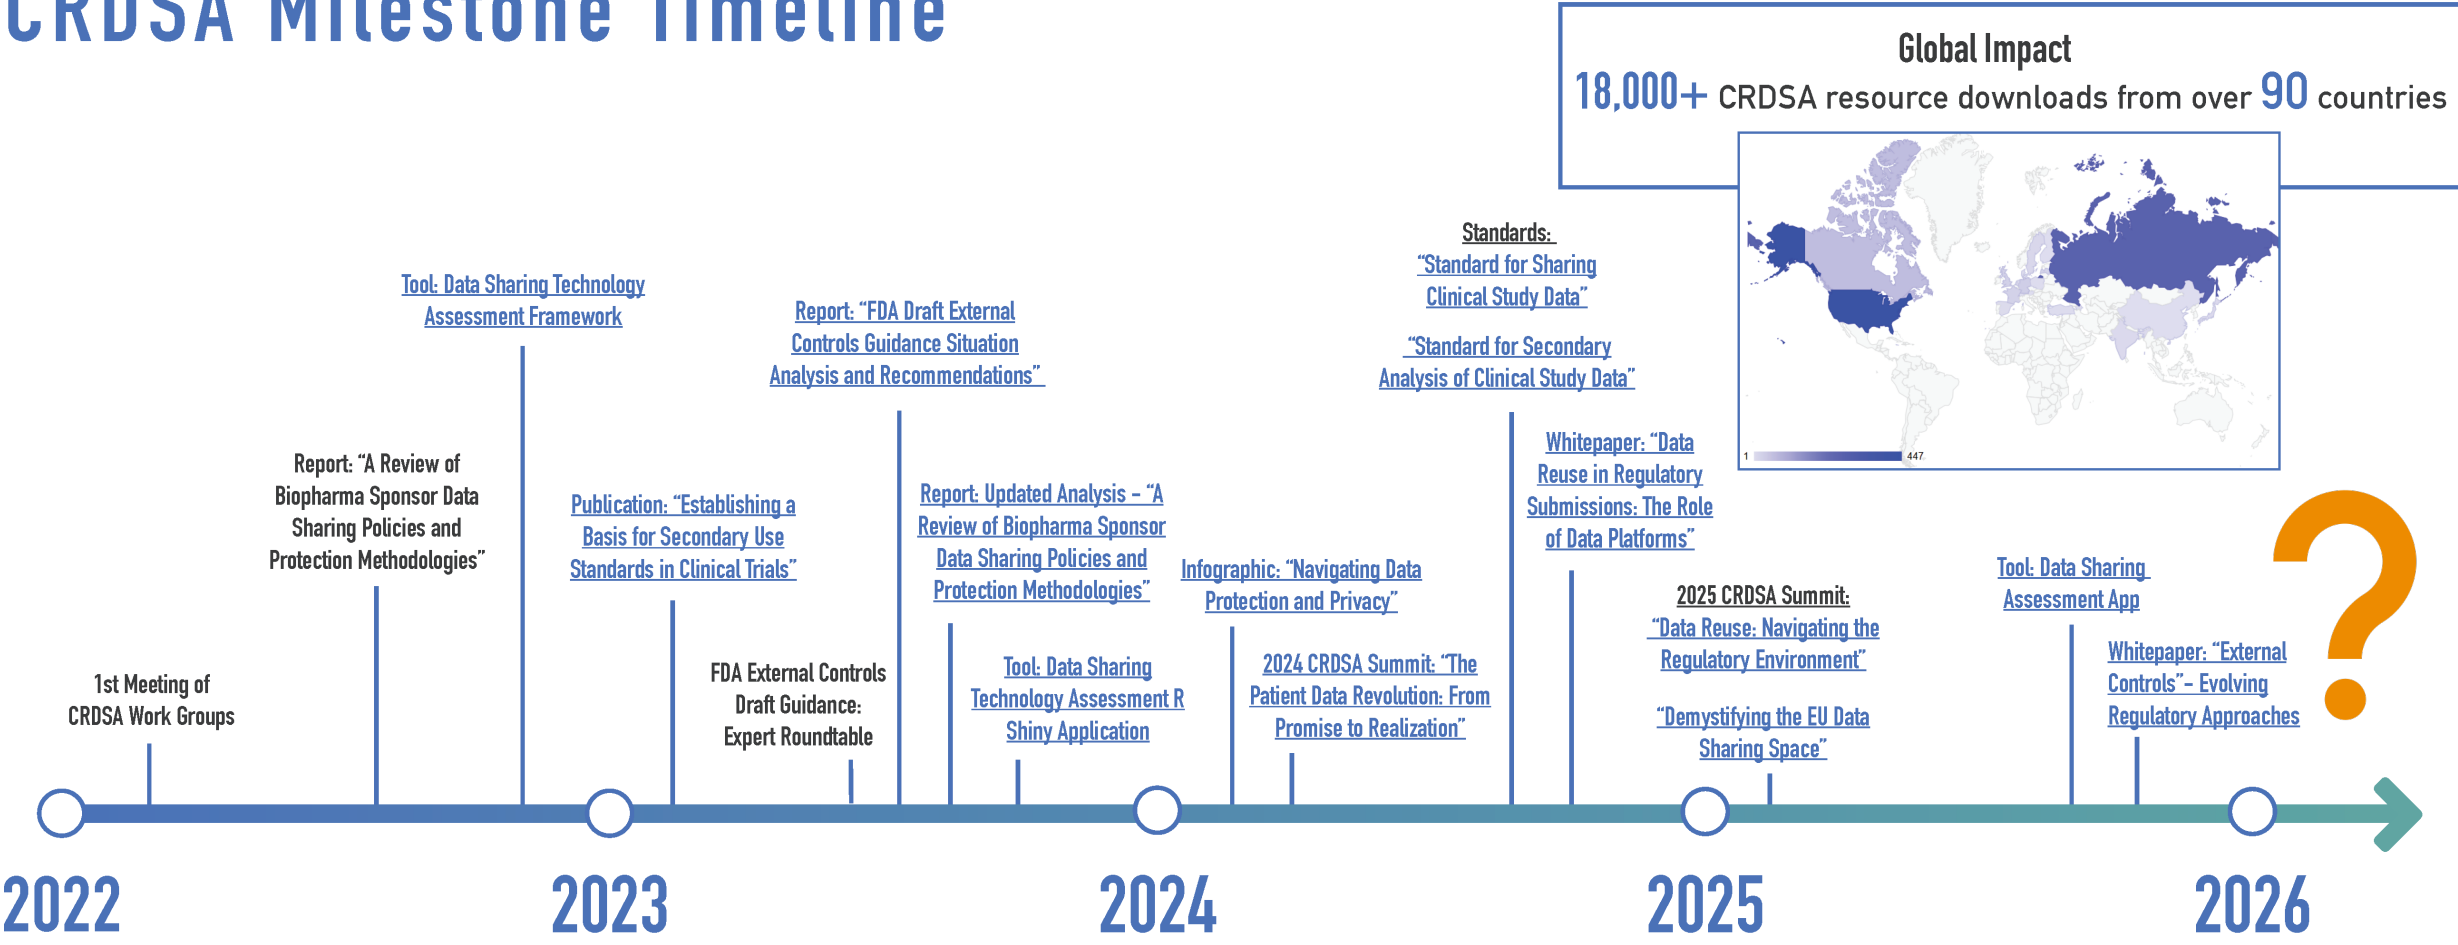 CRDSA Milestone Timeline
Global Impact
18,000+ CRDSA resource downloads from over 90 countries
1
447
1st Meeting of
CRDSA Work Groups
Report: “A Review of
Biopharma Sponsor Data
Sharing Policies and
Protection Methodologies”
Tool: Data Sharing Technology
Assessment Framework
Publication: “Establishing a
Basis for Secondary Use
Standards in Clinical Trials”
FDA External Controls
Draft Guidance:
Expert Roundtable
Report: “FDA Draft External
Controls Guidance Situation
Analysis and Recommendations”
Report: Updated Analysis – “A
Review of Biopharma Sponsor
Data Sharing Policies and
Protection Methodologies”
Tool: Data Sharing
Technology Assessment R
Shiny Application
Infographic: “Navigating Data
Protection and Privacy”
2024 CRDSA Summit: “The
Patient Data Revolution: From
Promise to Realization”
Standards:
“Standard for Sharing
Clinical Study Data”
“Standard for Secondary
Analysis of Clinical Study Data”
Whitepaper: “Data
Reuse in Regulatory
Submissions: The Role
of Data Platforms”
2025 CRDSA Summit:
“Data Reuse: Navigating the
Regulatory Environment”
“Demystifying the EU Data
Sharing Space”
Tool: Data Sharing
Assessment App
Whitepaper: “External
Controls”– Evolving
Regulatory Approaches
?
2022
2023
2024
2025
2026